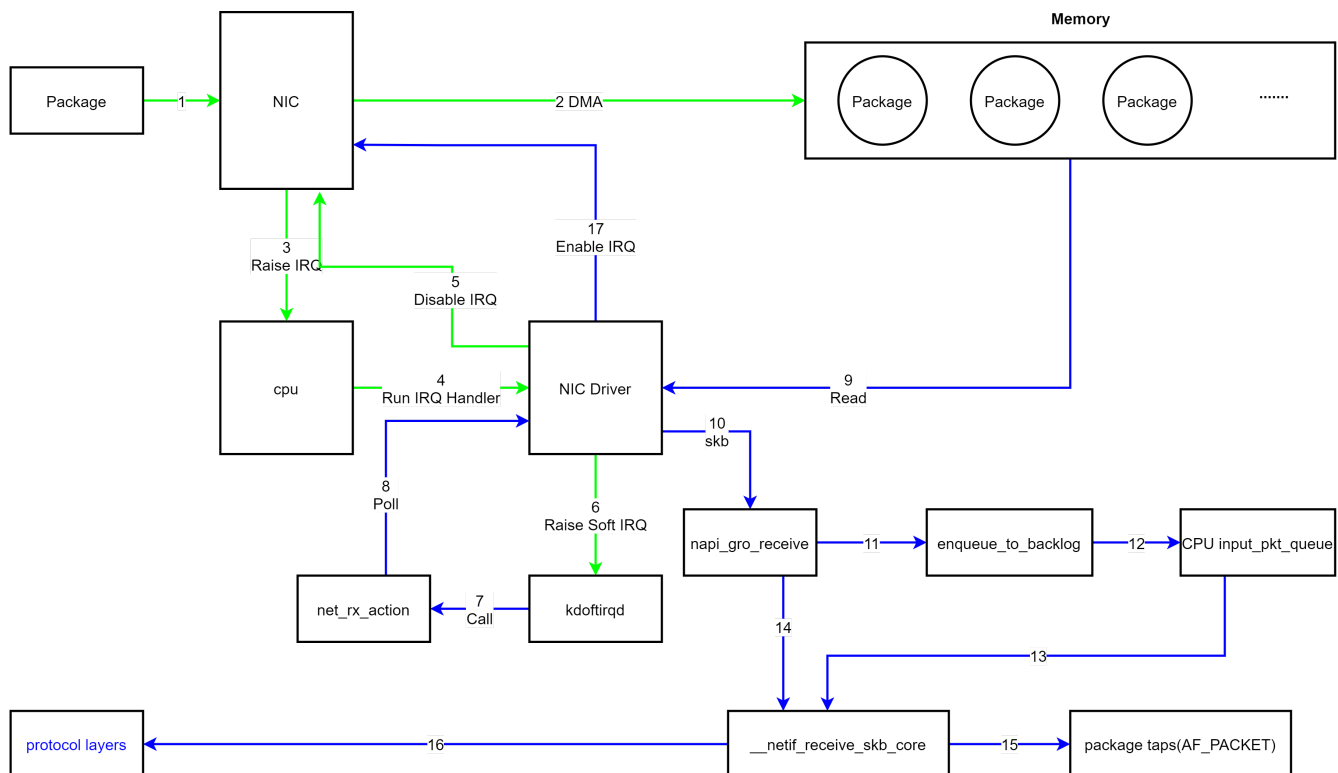 Memory
Package
1
NIC
2 DMA
Package
Package
Package
.......
3
Raise IRQ
5
Disable IRQ
17
Enable IRQ
cpu
4
Run IRQ Handler
NIC Driver
9
Read
10
skb
8
Poll
6
Raise Soft IRQ
napi_gro_receive
11
enqueue_to_backlog
12
CPU input_pkt_queue
net_rx_action
7
Call
kdoftirqd
14
13
protocol layers
16
__netif_receive_skb_core
15
package taps(AF_PACKET)